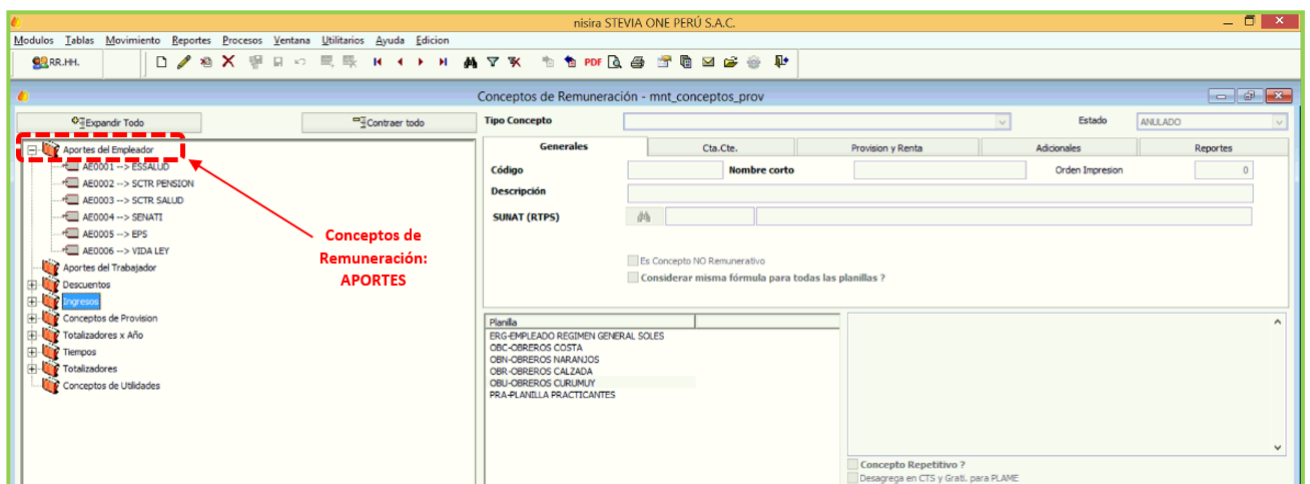 nisira STEVIA ONE PERÚ S.A.C.
Modulos Tablas Movimiento Reportes Procesos Ventana Utilitarios Ayuda Edicion
RR.HH. PDF
Conceptos de Remuneración - mnt_conceptos_prov
Expandir Todo Contraer todo
Tipo Concepto Estado ANULADO
Generales Cta.Cte. Provision y Renta Adicionales Reportes
Código Nombre corto Orden Impresion 0
Descripción
SUNAT (RTPS)
Es Concepto NO Remunerativo
Considerar misma fórmula para todas las planillas ?
Aportes del Empleador
AE0001 --> ESSALUD
AE0002 --> SCTR PENSION
AE0003 --> SCTR SALUD
AE0004 --> SENATI
AE0005 --> EPS
AE0006 --> VIDA LEY
Aportes del Trabajador
Descuentos
Ingresos
Conceptos de Provision
Totalizadores x Año
Tiempos
Totalizadores
Conceptos de Utilidades
Conceptos de
Remuneración:
APORTES
Planilla
ERG-EMPLEADO REGIMEN GENERAL SOLES
OBC-OBREROS COSTA
OBN-OBREROS NARANJOS
OBR-OBREROS CALZADA
OBU-OBREROS CURUMUY
PRA-PLANILLA PRACTICANTES
Concepto Repetitivo ?
Desagrega en CTS y Grati. para PLAME